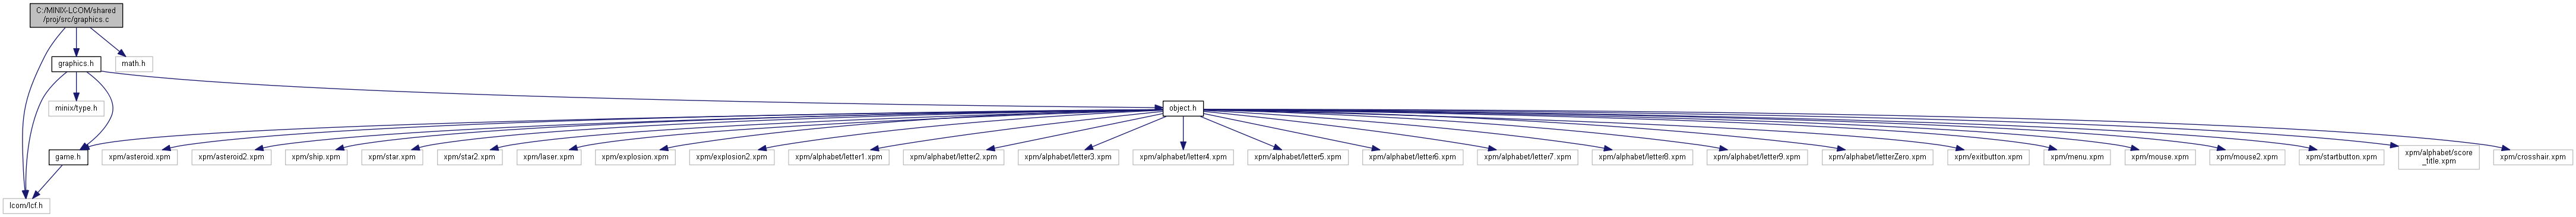 C:/MINIX-LCOM/shared
/proj/src/graphics.c
graphics.h
math.h
minix/type.h
object.h
game.h
xpm/asteroid.xpm
xpm/asteroid2.xpm
xpm/ship.xpm
xpm/star.xpm
xpm/star2.xpm
xpm/laser.xpm
xpm/explosion.xpm
xpm/explosion2.xpm
xpm/alphabet/letter1.xpm
xpm/alphabet/letter2.xpm
xpm/alphabet/letter3.xpm
xpm/alphabet/letter4.xpm
xpm/alphabet/letter5.xpm
xpm/alphabet/letter6.xpm
xpm/alphabet/letter7.xpm
xpm/alphabet/letter8.xpm
xpm/alphabet/letter9.xpm
xpm/alphabet/letterZero.xpm
xpm/exitbutton.xpm
xpm/menu.xpm
xpm/mouse.xpm
xpm/mouse2.xpm
xpm/startbutton.xpm
xpm/alphabet/score
_title.xpm
xpm/crosshair.xpm
lcom/lcf.h